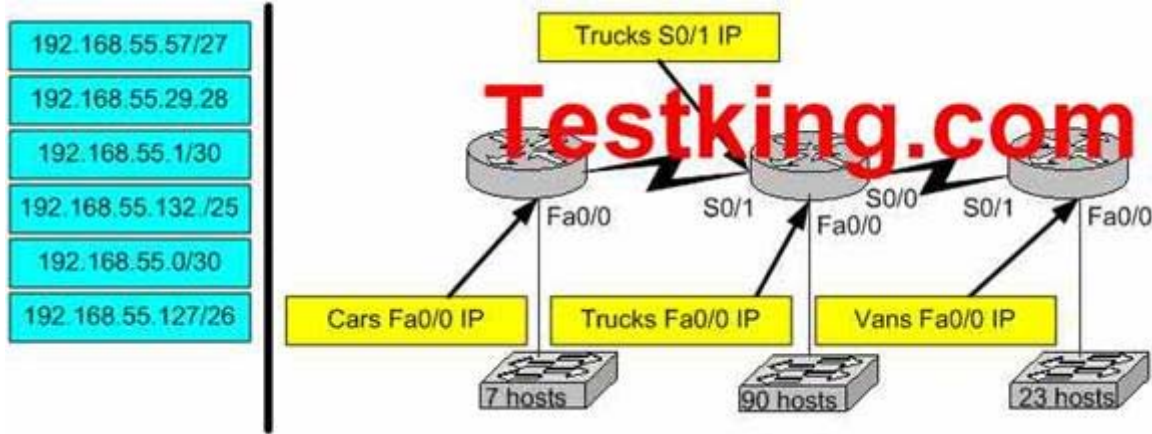 192.168.55.57/27
192.168.55.29.28
192.168.55.1/30
192.168.55.132./25
192.168.55.0/30
192.168.55.127/26
Trucks S0/1 IP
Testking.com
Fa0/0
S0/1
S0/0
Fa0/0
S0/1
Fa0/0
Cars Fa0/0 IP
Trucks Fa0/0 IP
Vans Fa0/0 IP
7 hosts
90 hosts
23 hosts